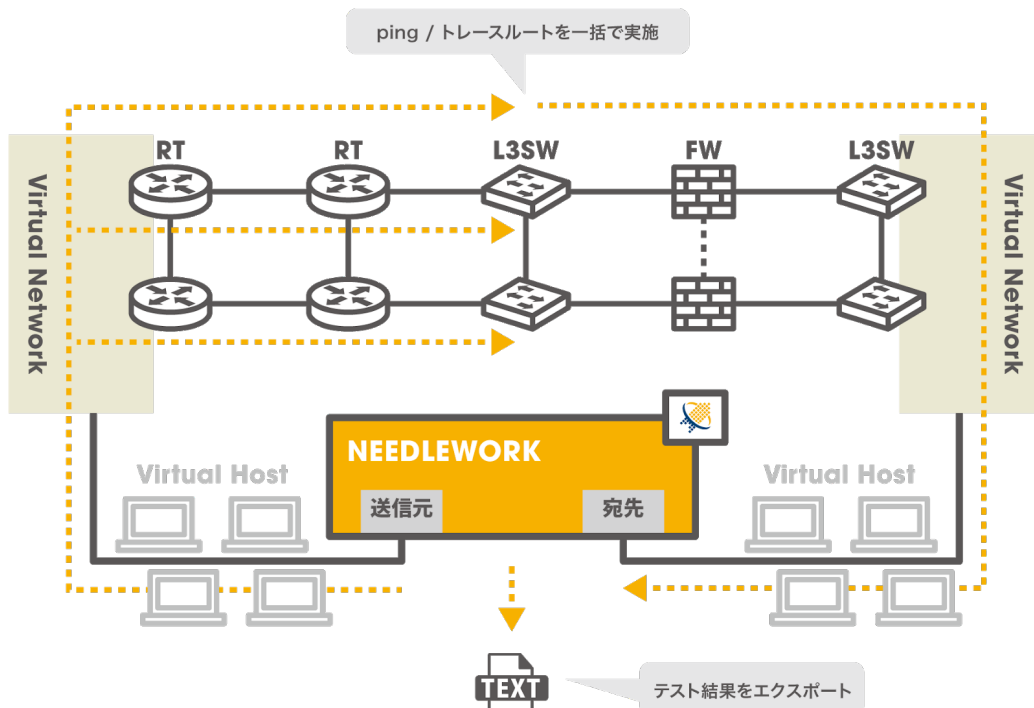 ping / トレースルートを一括で実施
RT
RT
L3SW
FW
L3SW
Virtual Network
Virtual Network
NEEDLEWORK
送信元
宛先
Virtual Host
Virtual Host
TEXT
テスト結果をエクスポート